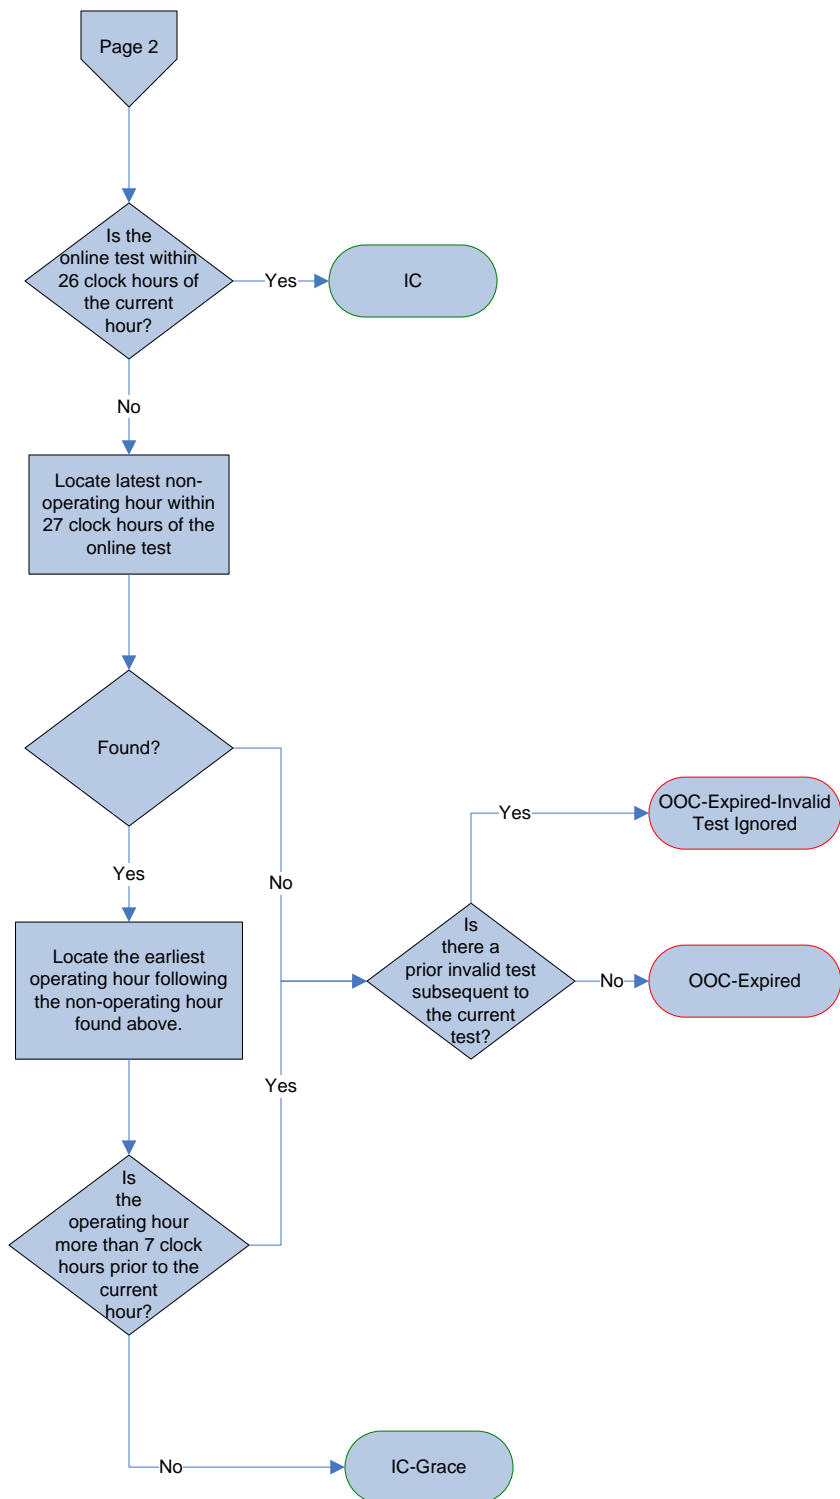 Page 2
Is the
online test within
26 clock hours of
the current
hour?
Yes
IC
No
Locate latest non-
operating hour within
27 clock hours of the
online test
Found?
Yes
No
Locate the earliest
operating hour following
the non-operating hour
found above.
Yes
Is
the
operating hour
more than 7 clock
hours prior to the
current
hour?
No
IC-Grace
Is
there a
prior invalid test
subsequent to
the current
test?
Yes
OOC-Expired-Invalid
Test Ignored
No
OOC-Expired